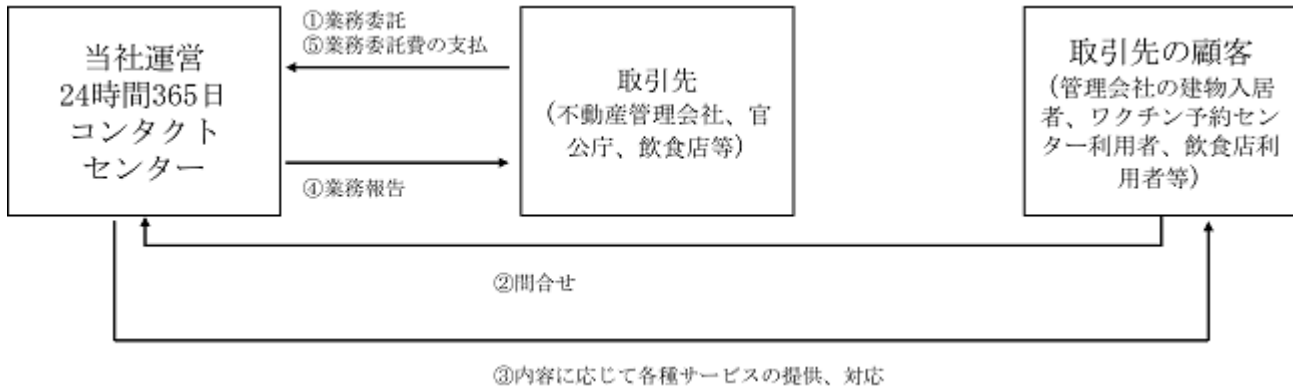 ①業務委託
⑤業務委託費の支払
当社運営
24時間365日
コンタクト
センター
取引先
(不動産管理会社、官
公庁、飲食店等)
取引先の顧客
(管理会社の建物入居
者、ワクチン予約セン
ター利用者、飲食店利
用者等)
④業務報告
②問合せ
③内容に応じて各種サービスの提供、対応